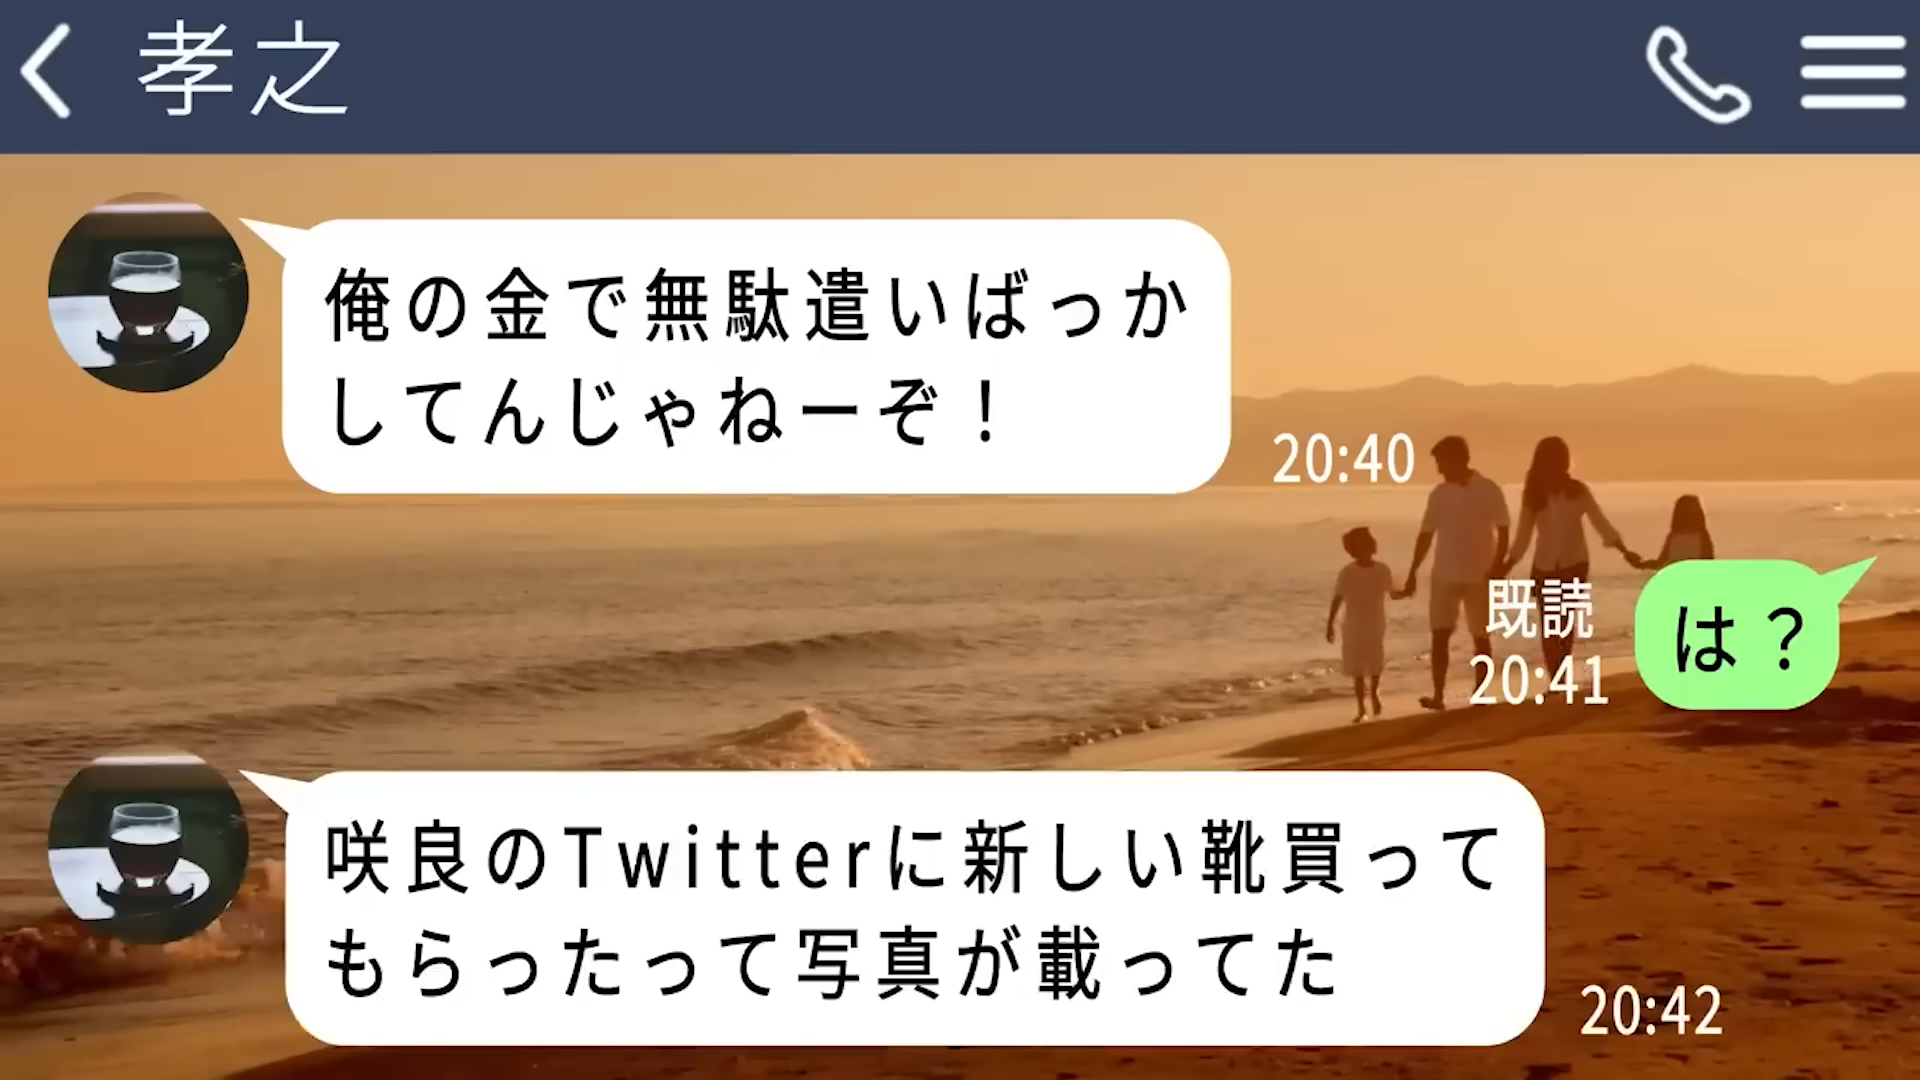 孝之
俺の金で無駄遣いばっか
してんじゃねーぞ！
20:40
既読
20:41
は？
咲良のTwitterに新しい靴買って
もらったって写真が載ってた
20:42